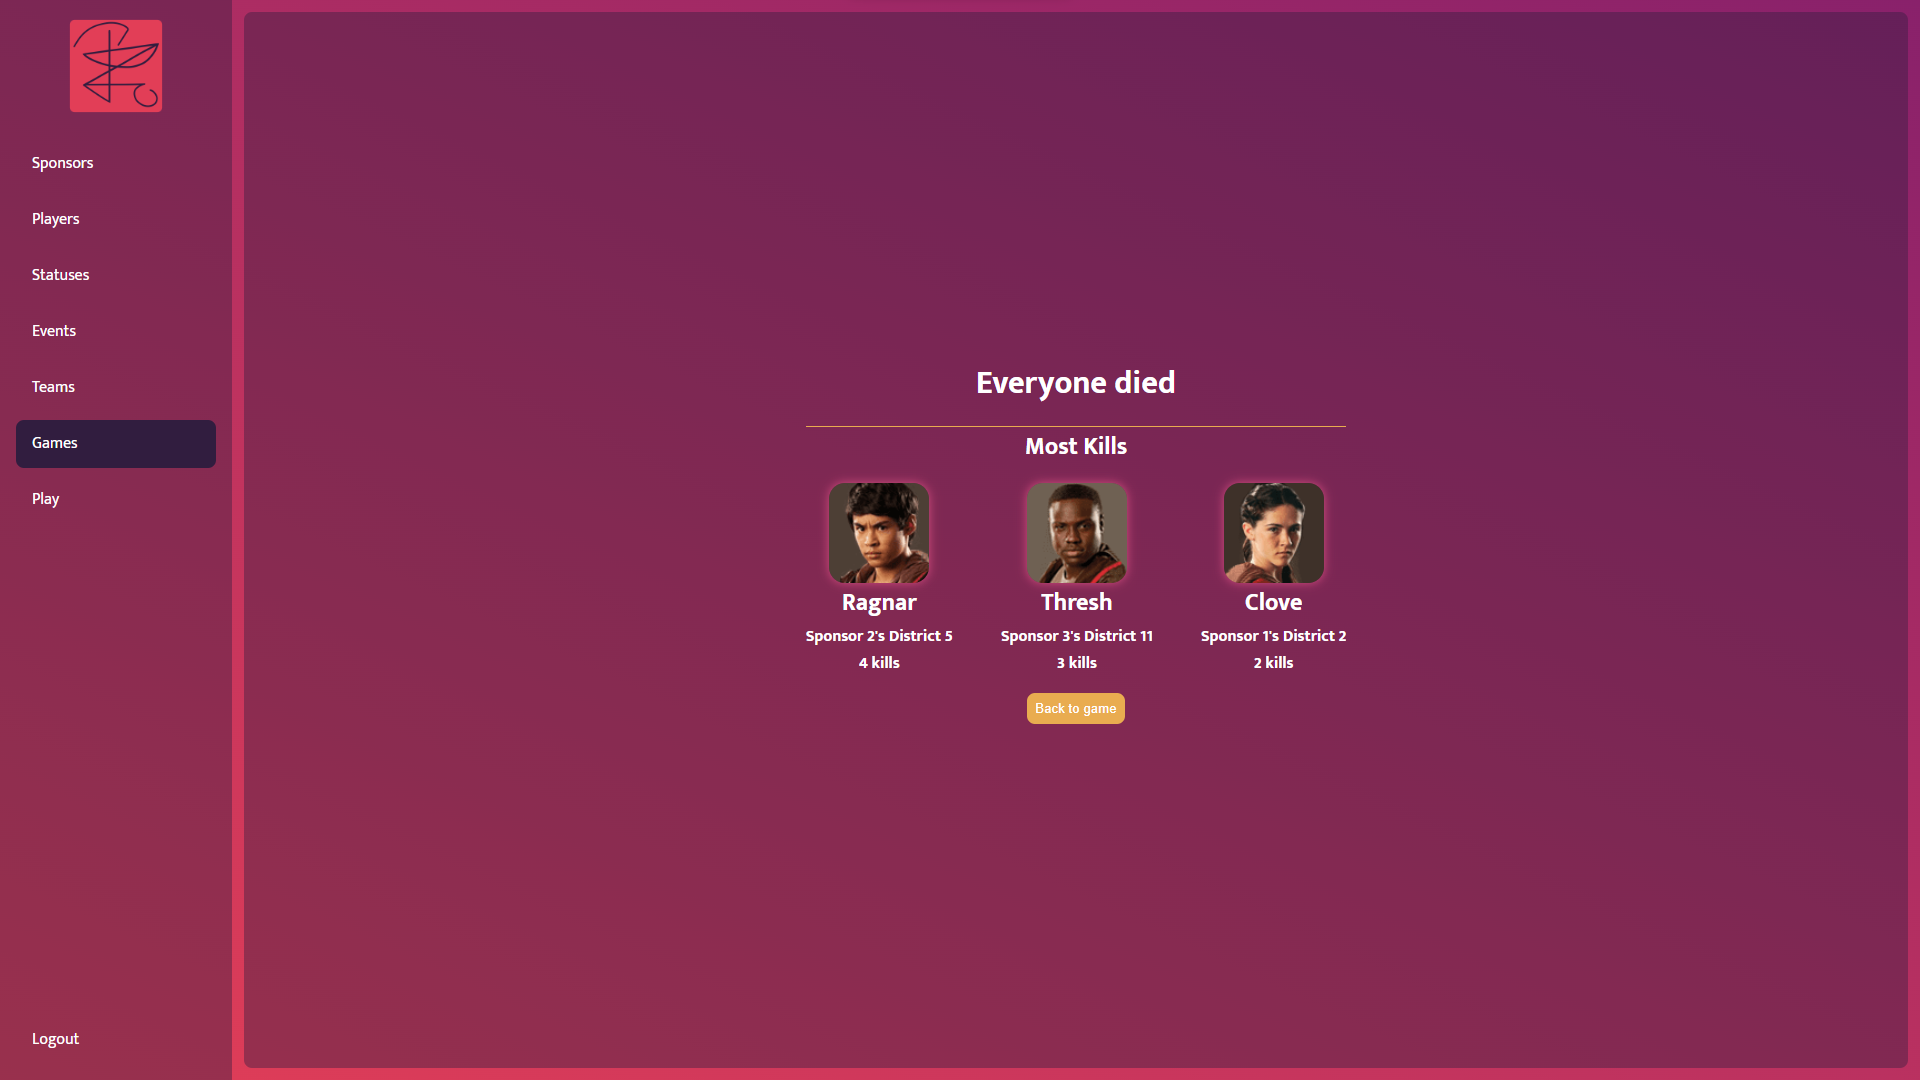 Sponsors
Players
Statuses
Events
Teams
Games
Play
Logout
Everyone died
Most Kills
Ragnar
Sponsor 2's District 5
4 kills
Thresh
Sponsor 3's District 11
3 kills
Clove
Sponsor 1's District 2
2 kills
Back to game